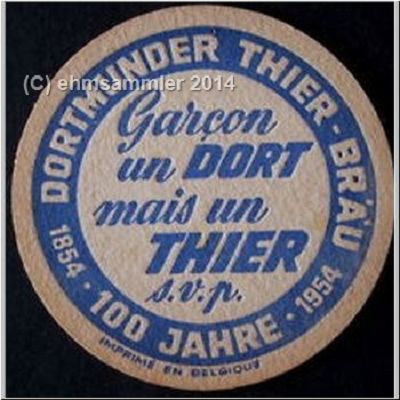 (C) ehmsammler 2014
DORTMUNDER THIER-BRÄU
Garçon
un DORT
mais un
THIER
s.v.p.
1854 · 100 JAHRE · 1954
IMPRIMÉ EN BELGIQUE